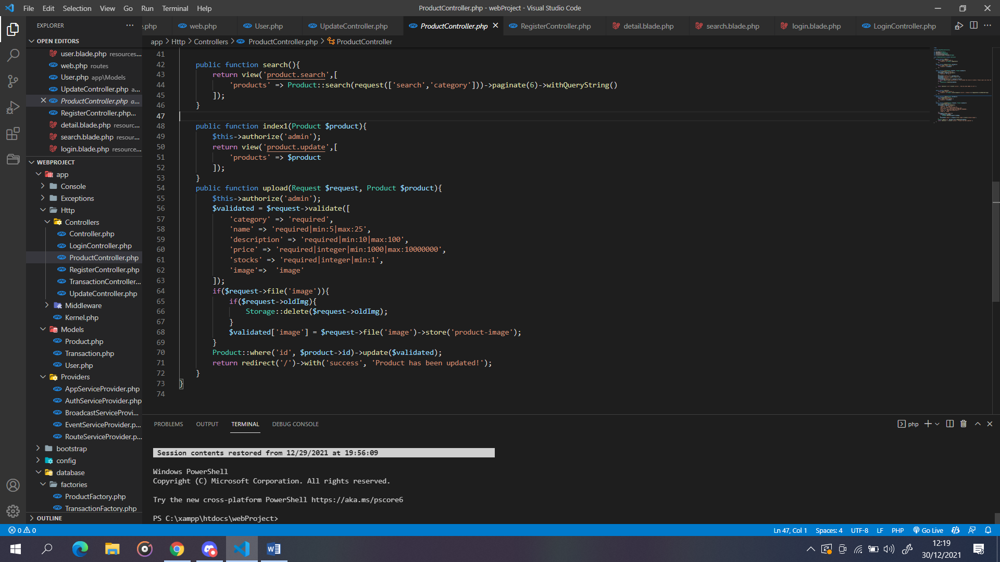 File Edit Selection View Go Run Terminal Help
ProductController.php - webProject - Visual Studio Code
EXPLORER
e.php web.php User.php UpdateController.php ProductController.php RegisterController.php detail.blade.php search.blade.php login.blade.php LoginController.php
app > Http > Controllers > ProductController.php > ProductController
OPEN EDITORS
user.blade.php resources...
web.php routes
User.php app\Models
UpdateController.php a...
ProductController.php a...
RegisterController.php...
detail.blade.php resourc...
search.blade.php resour...
login.blade.php resource...
WEBPROJECT
app
Console
Exceptions
Http
Controllers
Controller.php
LoginController.php
ProductController.php
RegisterController.php
TransactionController...
UpdateController.php
Middleware
Kernel.php
Models
Product.php
Transaction.php
User.php
Providers
AppServiceProvider.php
AuthServiceProvider.php
BroadcastServiceProvi...
EventServiceProvider.p...
RouteServiceProvider.p...
bootstrap
config
database
factories
ProductFactory.php
TransactionFactory.php
OUTLINE
41
42 public function search(){
43 return view('product.search',[
44 'products' => Product::search(request(['search','category']))->paginate(6)->withQueryString()
45 ]);
46 }
47
48 public function index1(Product $product){
49 $this->authorize('admin');
50 return view('product.update',[
51 'products' => $product
52 ]);
53 }
54 public function upload(Request $request, Product $product){
55 $this->authorize('admin');
56 $validated = $request->validate([
57 'category' => 'required',
58 'name' => 'required|min:5|max:25',
59 'description' => 'required|min:10|max:100',
60 'price' => 'required|integer|min:1000|max:10000000',
61 'stocks' => 'required|integer|min:1',
62 'image'=> 'image'
63 ]);
64 if($request->file('image')){
65 if($request->oldImg){
66 Storage::delete($request->oldImg);
67 }
68 $validated['image'] = $request->file('image')->store('product-image');
69 }
70 Product::where('id', $product->id)->update($validated);
71 return redirect('/')->with('success', 'Product has been updated!');
72 }
73 }
74
PROBLEMS OUTPUT TERMINAL DEBUG CONSOLE
php
Session contents restored from 12/29/2021 at 19:56:09
Windows PowerShell
Copyright (C) Microsoft Corporation. All rights reserved.
Try the new cross-platform PowerShell https://aka.ms/pscore6
PS C:\xampp\htdocs\webProject>
0 0
Ln 47, Col 1 Spaces: 4 UTF-8 LF PHP Go Live
12:19
30/12/2021